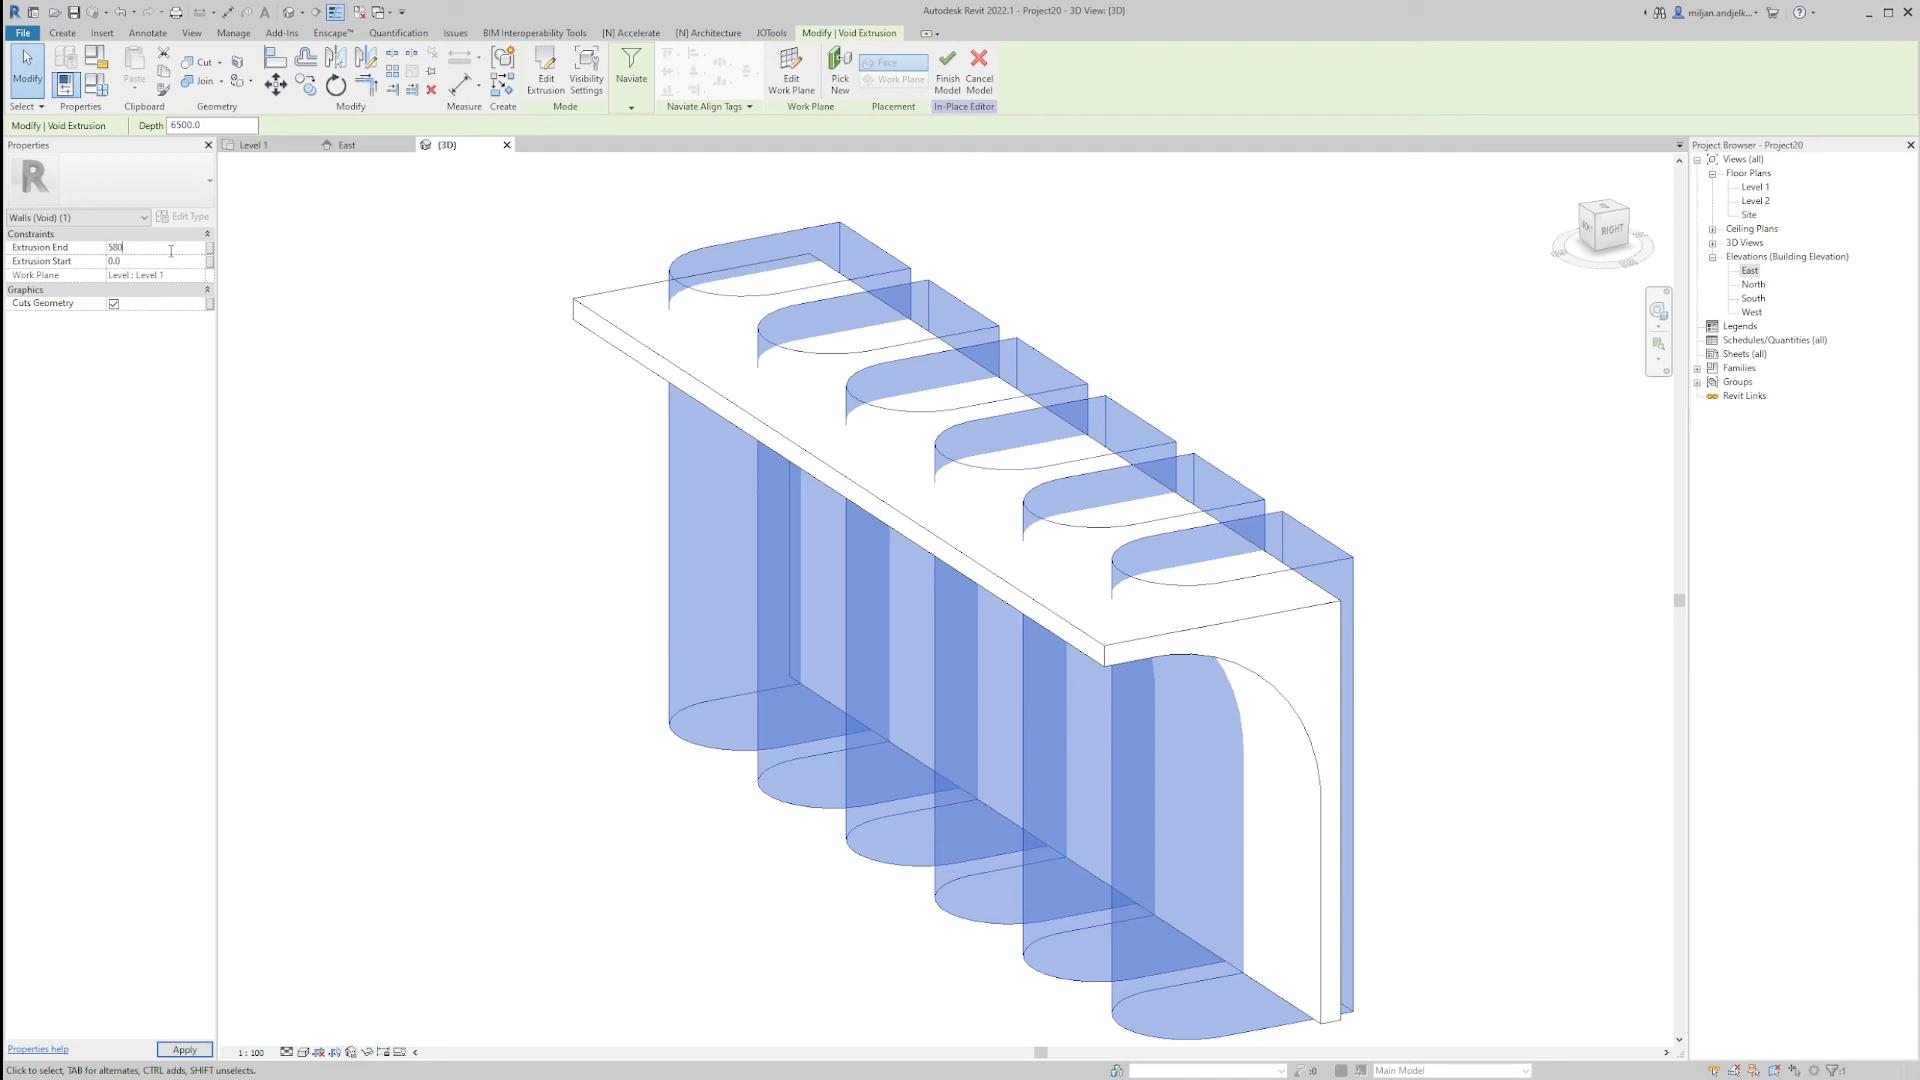 Autodesk Revit 2022.1 - Project20 - 3D View: {3D}
miljan.andjelk...
File Create Insert Annotate View Manage Add-Ins Enscape™ Quantification Issues BIM Interoperability Tools [N] Accelerate [N] Architecture JOTools Modify | Void Extrusion
Modify
Paste
Cut
Join
Edit Extrusion
Visibility Settings
Naviate
Edit Work Plane
Pick New
Face
Work Plane
Finish Model
Cancel Model
Select Properties Clipboard Geometry Modify Measure Create Mode Naviate Align Tags Work Plane Placement In-Place Editor
Modify | Void Extrusion Depth 6500.0
Properties
Level 1 East {3D}
Project Browser - Project20
R
Walls (Void) (1) Edit Type
Constraints
Extrusion End 580
Extrusion Start 0.0
Work Plane Level : Level 1
Graphics
Cuts Geometry
RIGHT
Views (all)
Floor Plans
Level 1
Level 2
Site
Ceiling Plans
3D Views
Elevations (Building Elevation)
East
North
South
West
Legends
Schedules/Quantities (all)
Sheets (all)
Families
Groups
Revit Links
Properties help Apply
1 : 100
Click to select, TAB for alternates, CTRL adds, SHIFT unselects.
:0
Main Model
:1